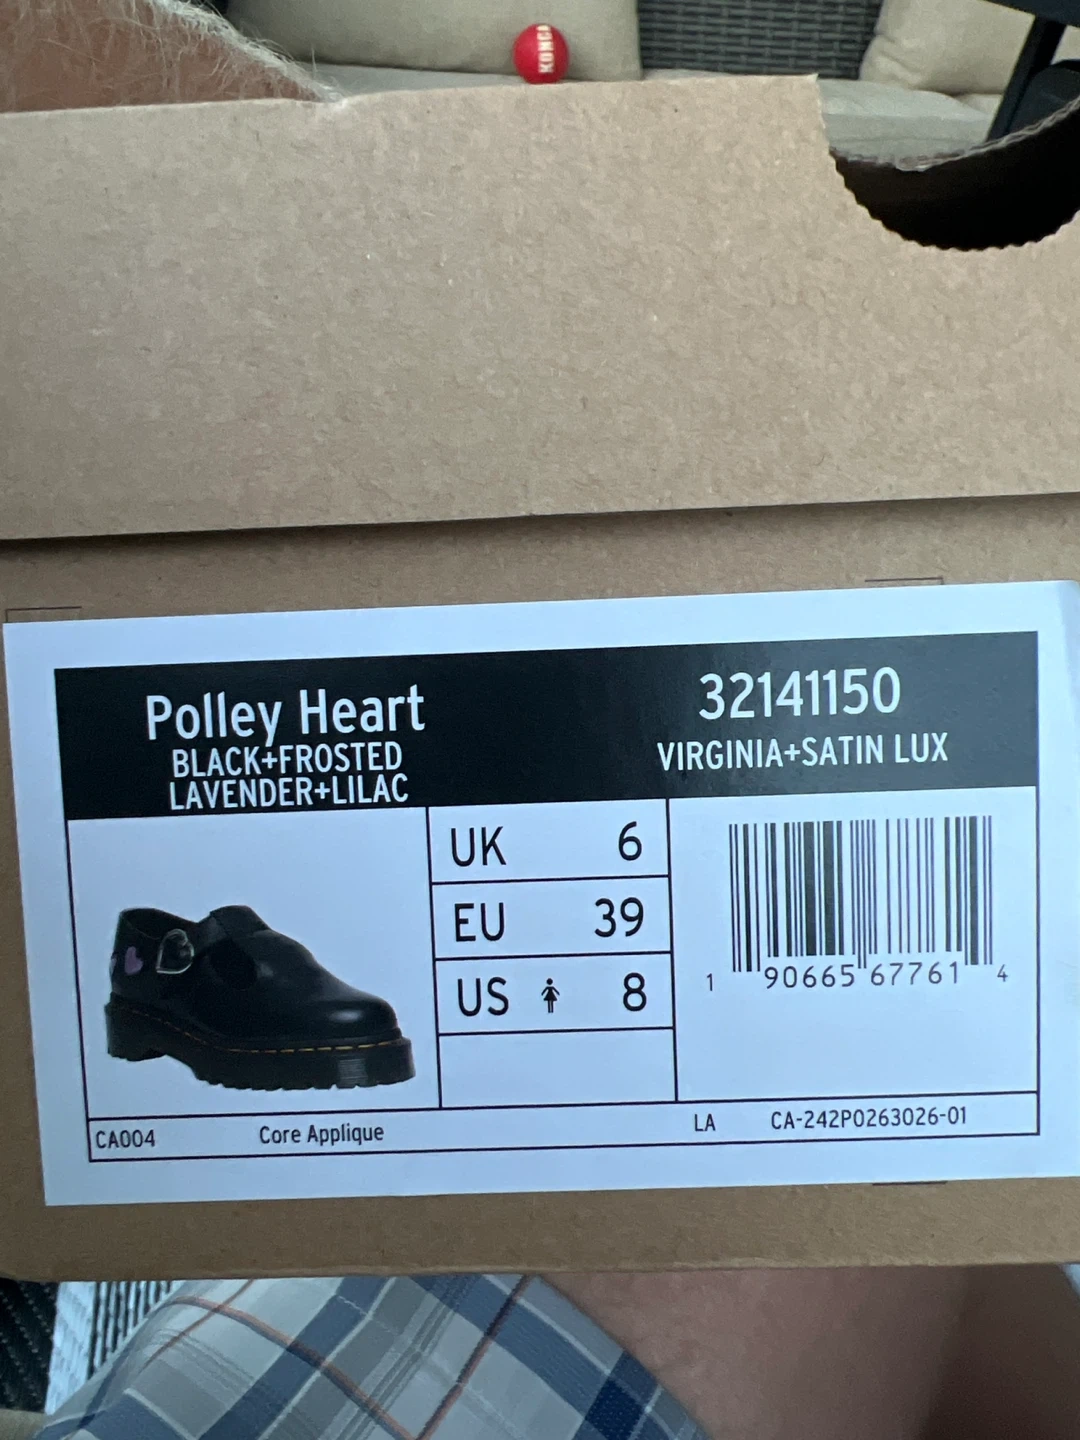 KONG
Polley Heart
BLACK+FROSTED
LAVENDER+LILAC
32141150
VIRGINIA+SATIN LUX
UK 6
EU 39
US 8
1 90665 67761 4
CA004 Core Applique LA CA-242P0263026-01